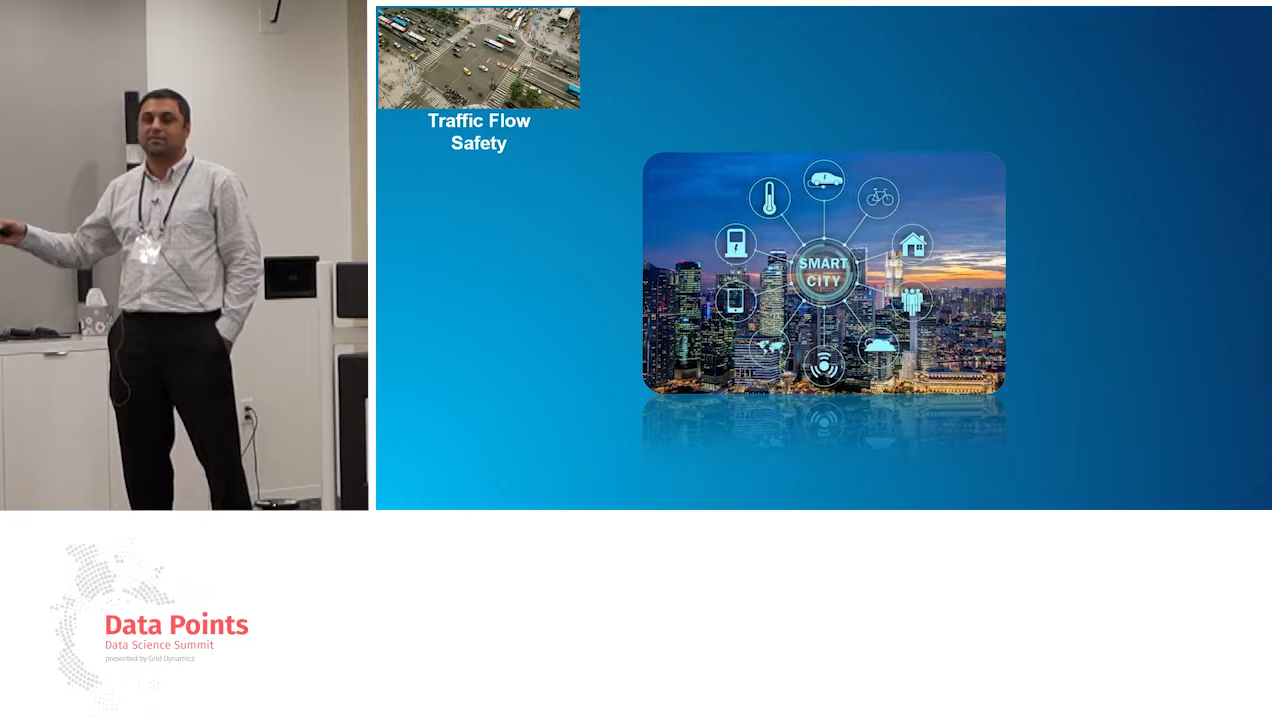 Traffic Flow
Safety
SMART
CITY
Data Points
Data Science Summit
presented by Grid Dynamics